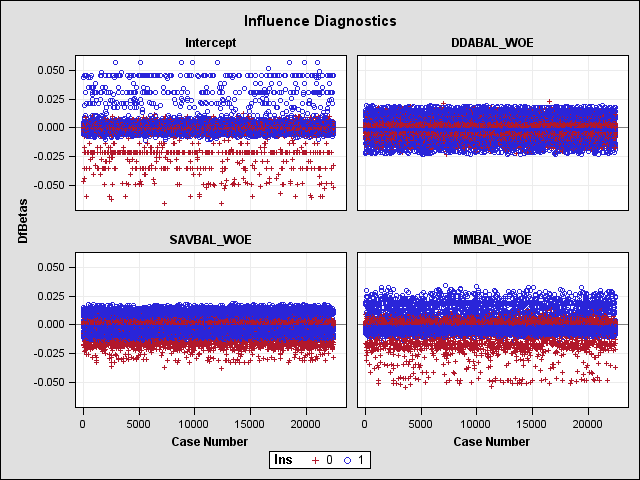 Influence Diagnostics
Intercept
DDABAL_WOE
0.050
0.025
0.000
-0.025
-0.050
DfBetas
SAVBAL_WOE
MMBAL_WOE
0.050
0.025
0.000
-0.025
-0.050
0 5000 10000 15000 20000
0 5000 10000 15000 20000
Case Number
Case Number
Ins 0 1